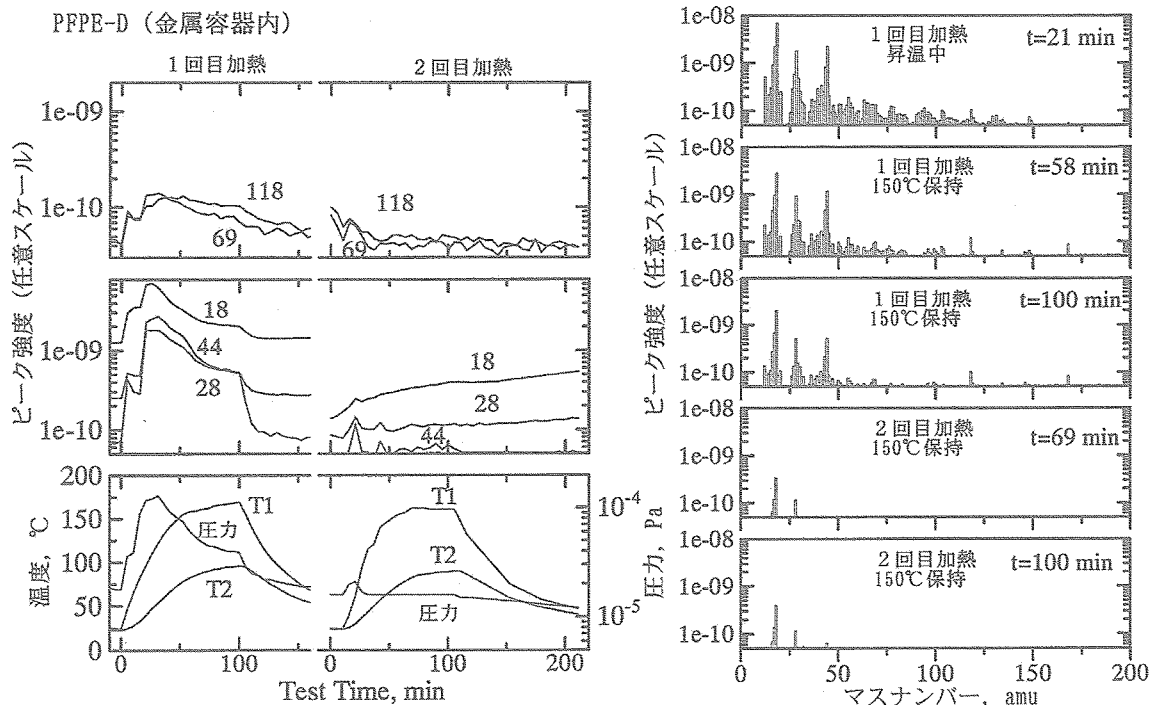 PFPE-D（金属容器内）
1回目加熱
2回目加熱
1e-09
1e-10
118
69
118
69
ピーク強度（任意スケール）
1e-09
1e-10
18
44
28
18
28
44
200
150
100
50
0
温度, ℃
T1
圧力
T2
T1
T2
圧力
10-4
10-5
圧力, Pa
0
100
0
100
200
Test Time, min
1e-08
1e-09
1e-10
1回目加熱
昇温中
t=21 min
1e-08
1e-09
1e-10
1回目加熱
150℃保持
t=58 min
1e-08
1e-09
1e-10
1回目加熱
150℃保持
t=100 min
1e-08
1e-09
1e-10
2回目加熱
150℃保持
t=69 min
1e-08
1e-09
1e-10
2回目加熱
150℃保持
t=100 min
ピーク強度（任意スケール）
0
50
100
150
200
マスナンバー, amu